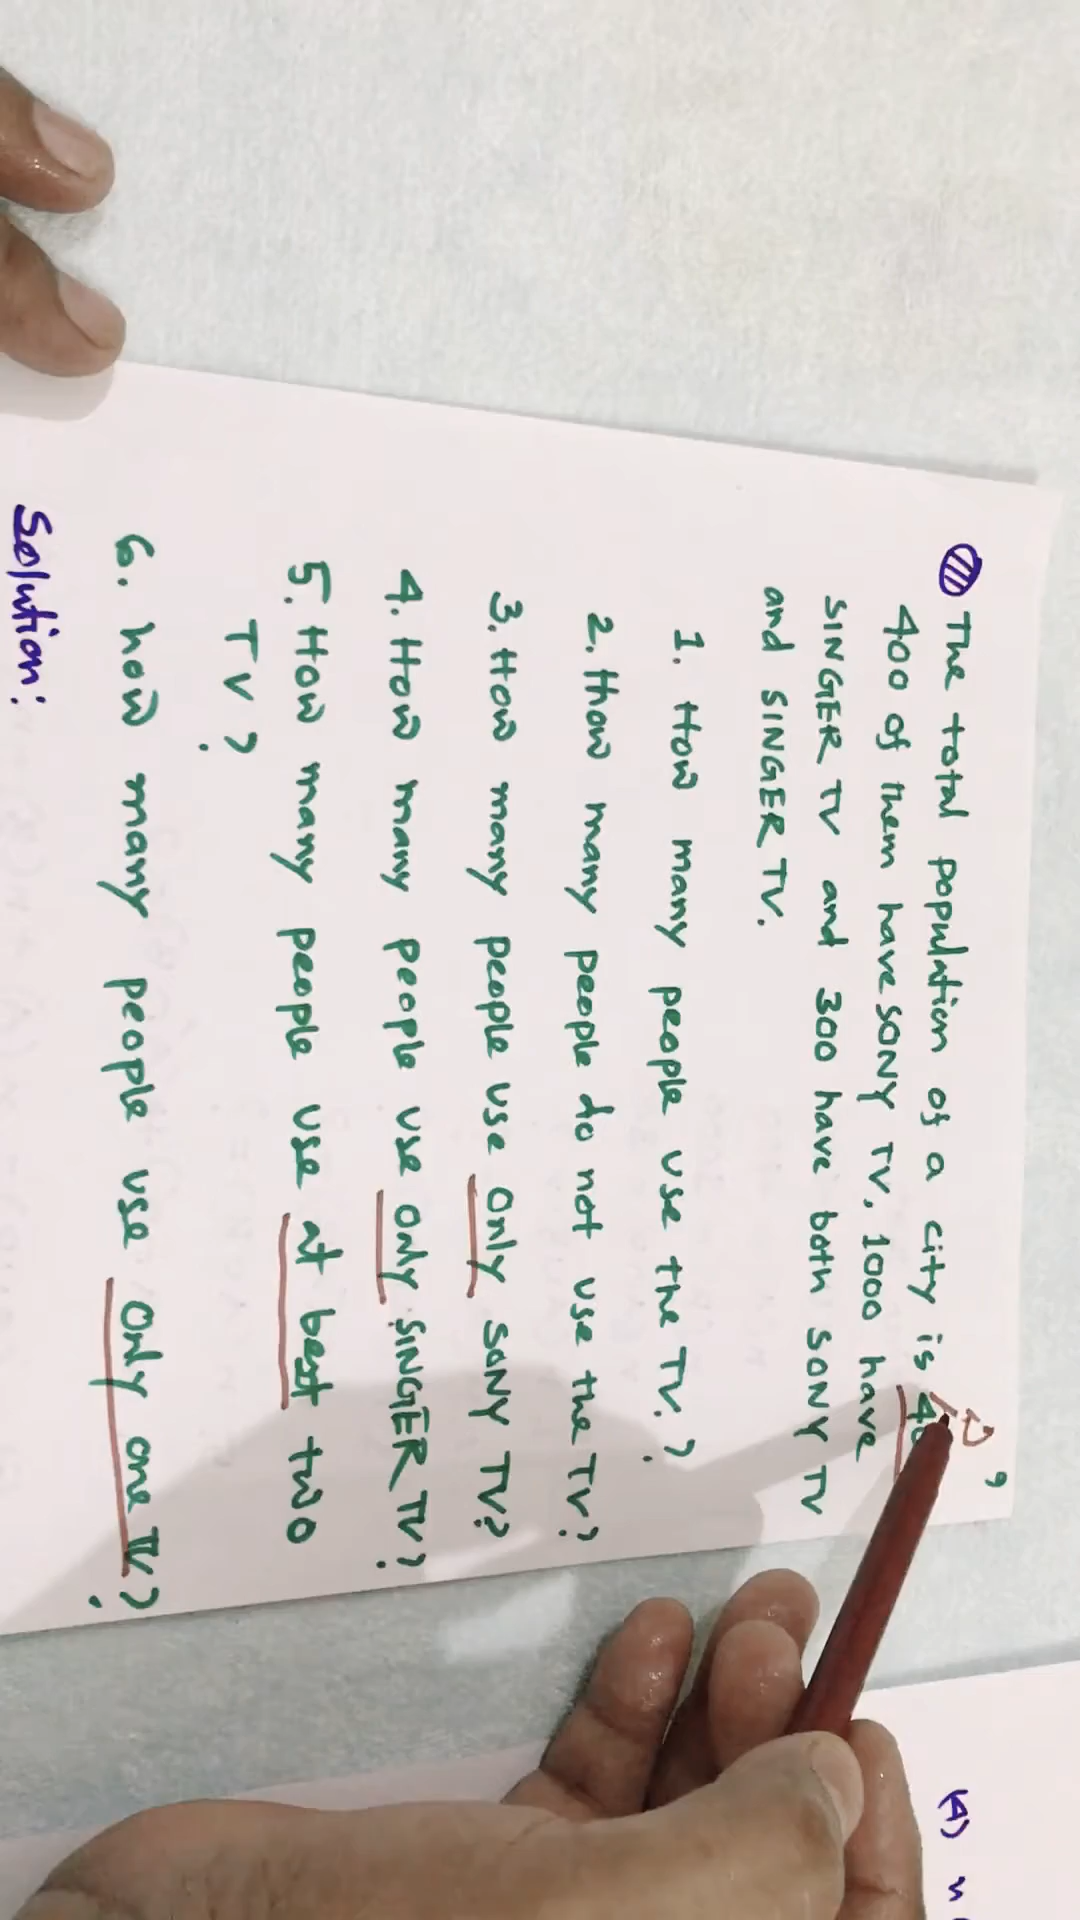 The total population of a city is 40 ,
400 of them have SONY TV, 1000 have
SINGER TV and 300 have both SONY TV
and SINGER TV.
1. How many people use the TV.?
2. How many people do not use the TV?
3. How many people use only SONY TV?
4. How many people use only SINGER TV?
5. How many people use at best two
TV?
6. how many people use only one TV?
Solution:
(A)